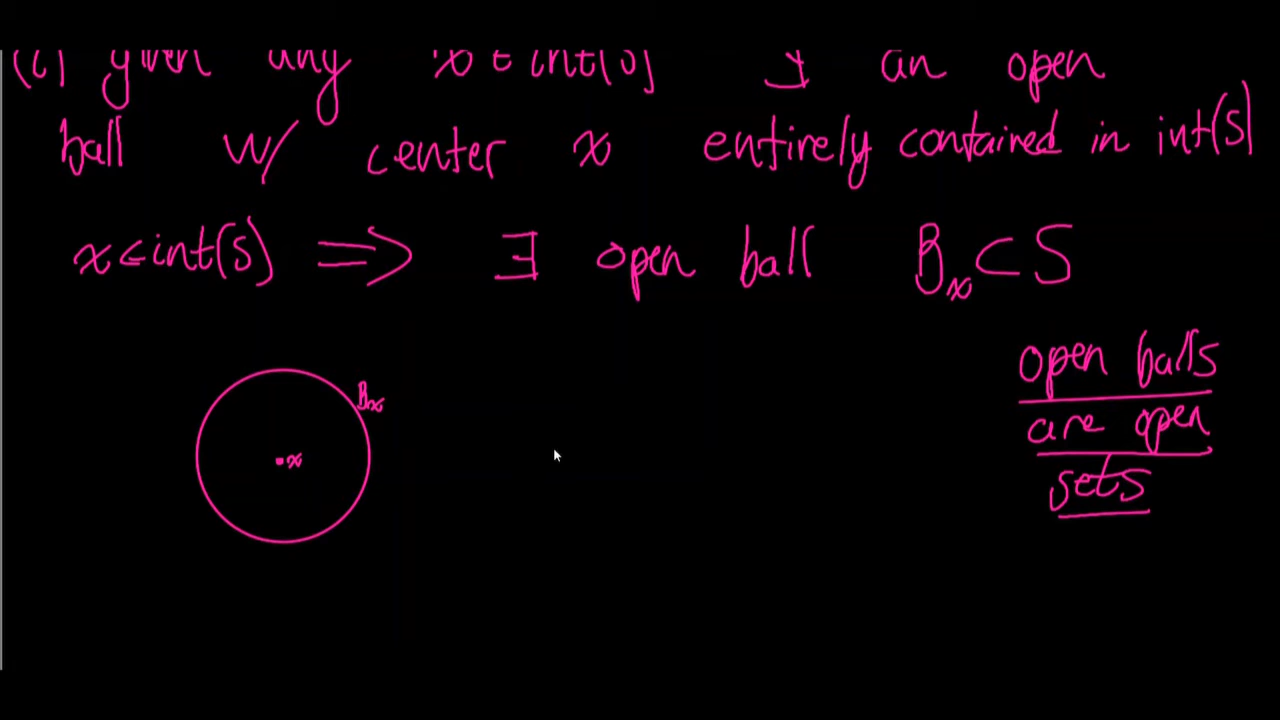 given any x ∈ int(S) ∃ an open
ball w/ center x entirely contained in int(S)
x ∈ int(S) ⟹ ∃ open ball Bₓ ⊂ S
Bₓ
x
open balls
are open
sets